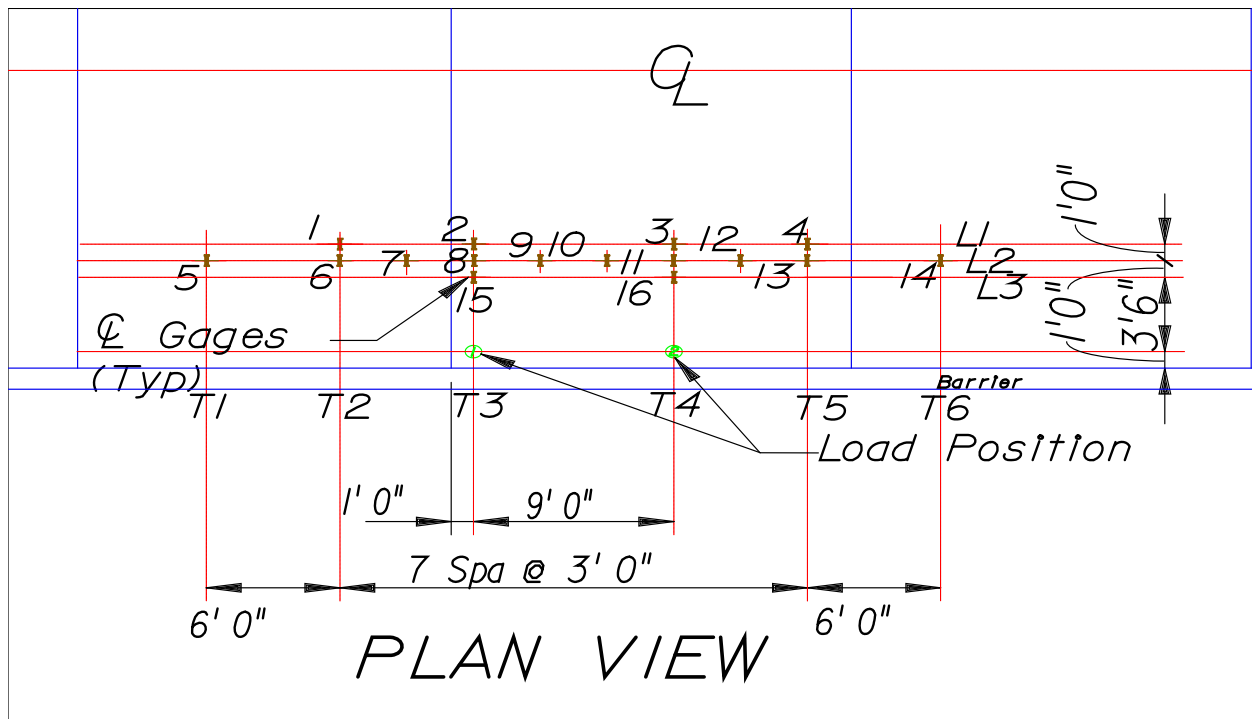 ℄
1'0"
1 2 3 4 L1
9 10 12
5 6 7 8 11 13 14 L2
15 16 L3
1'0" 3'6"
℄ Gages
(Typ)
Barrier
T1 T2 T3 T4 T5 T6
Load Position
1'0" 9'0"
7 Spa @ 3'0"
6'0" 6'0"
PLAN VIEW